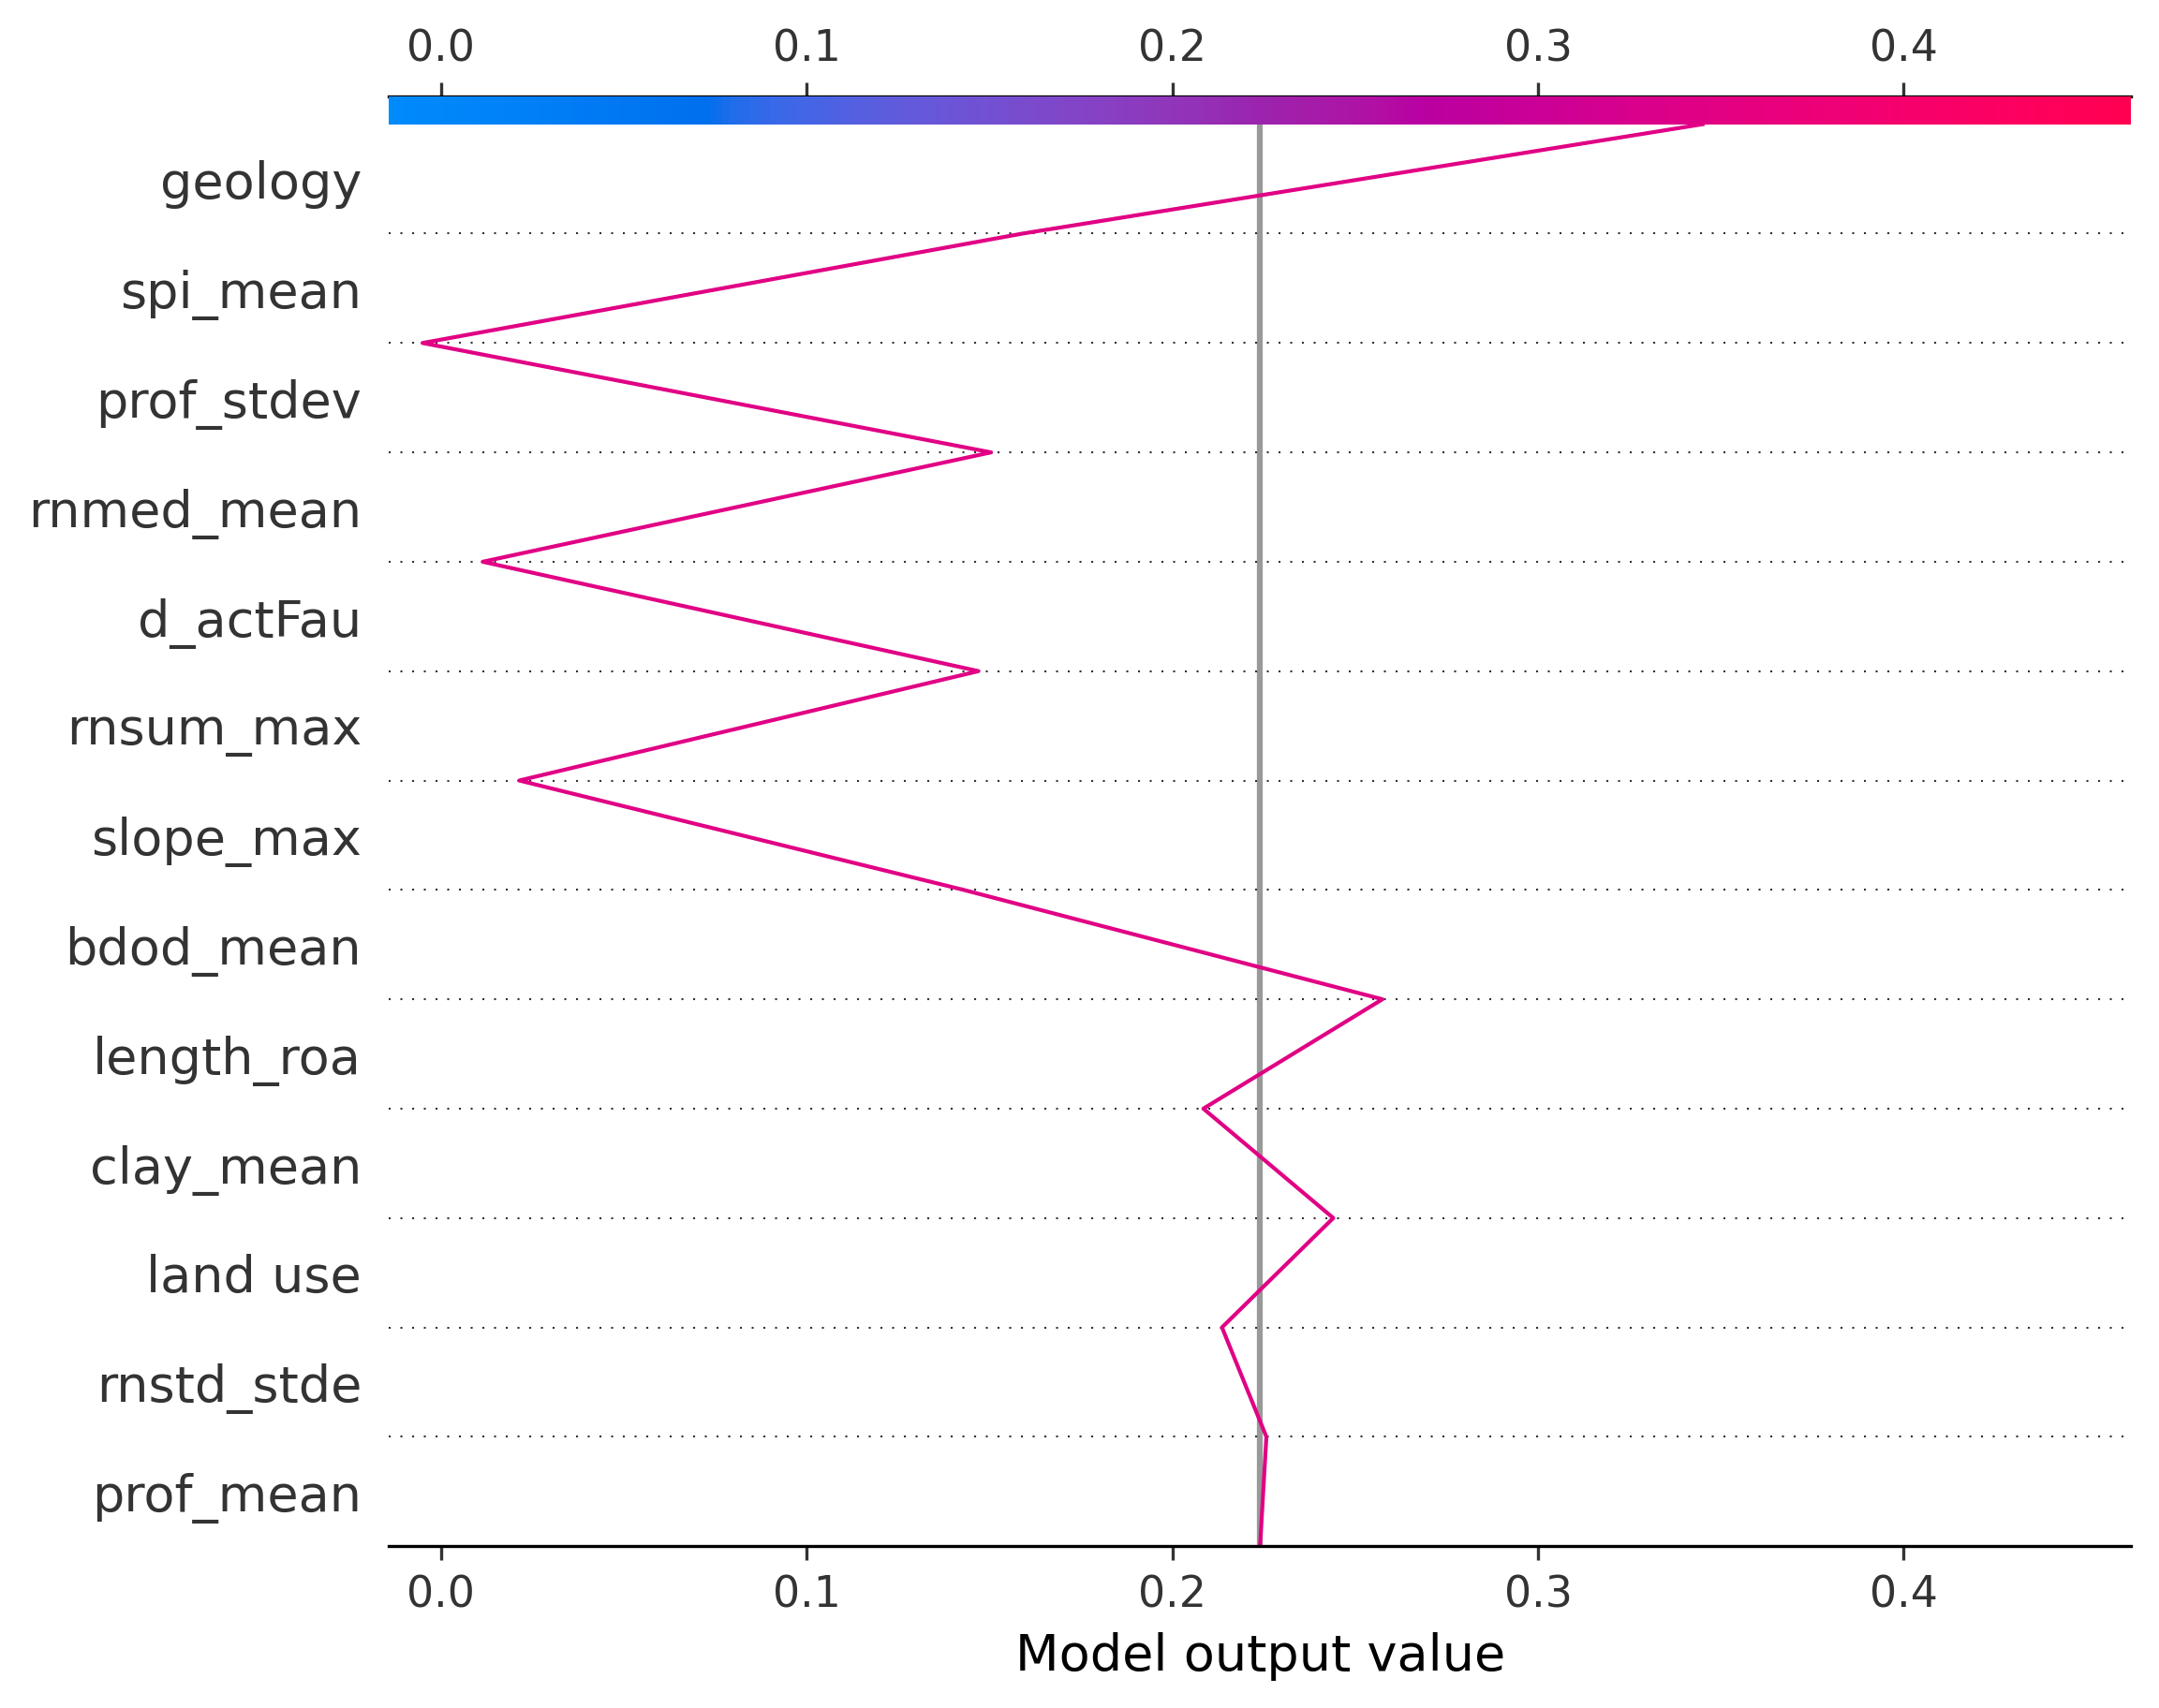 0.0 0.1 0.2 0.3 0.4
geology
spi_mean
prof_stdev
rnmed_mean
d_actFau
rnsum_max
slope_max
bdod_mean
length_roa
clay_mean
land use
rnstd_stde
prof_mean
0.0 0.1 0.2 0.3 0.4
Model output value